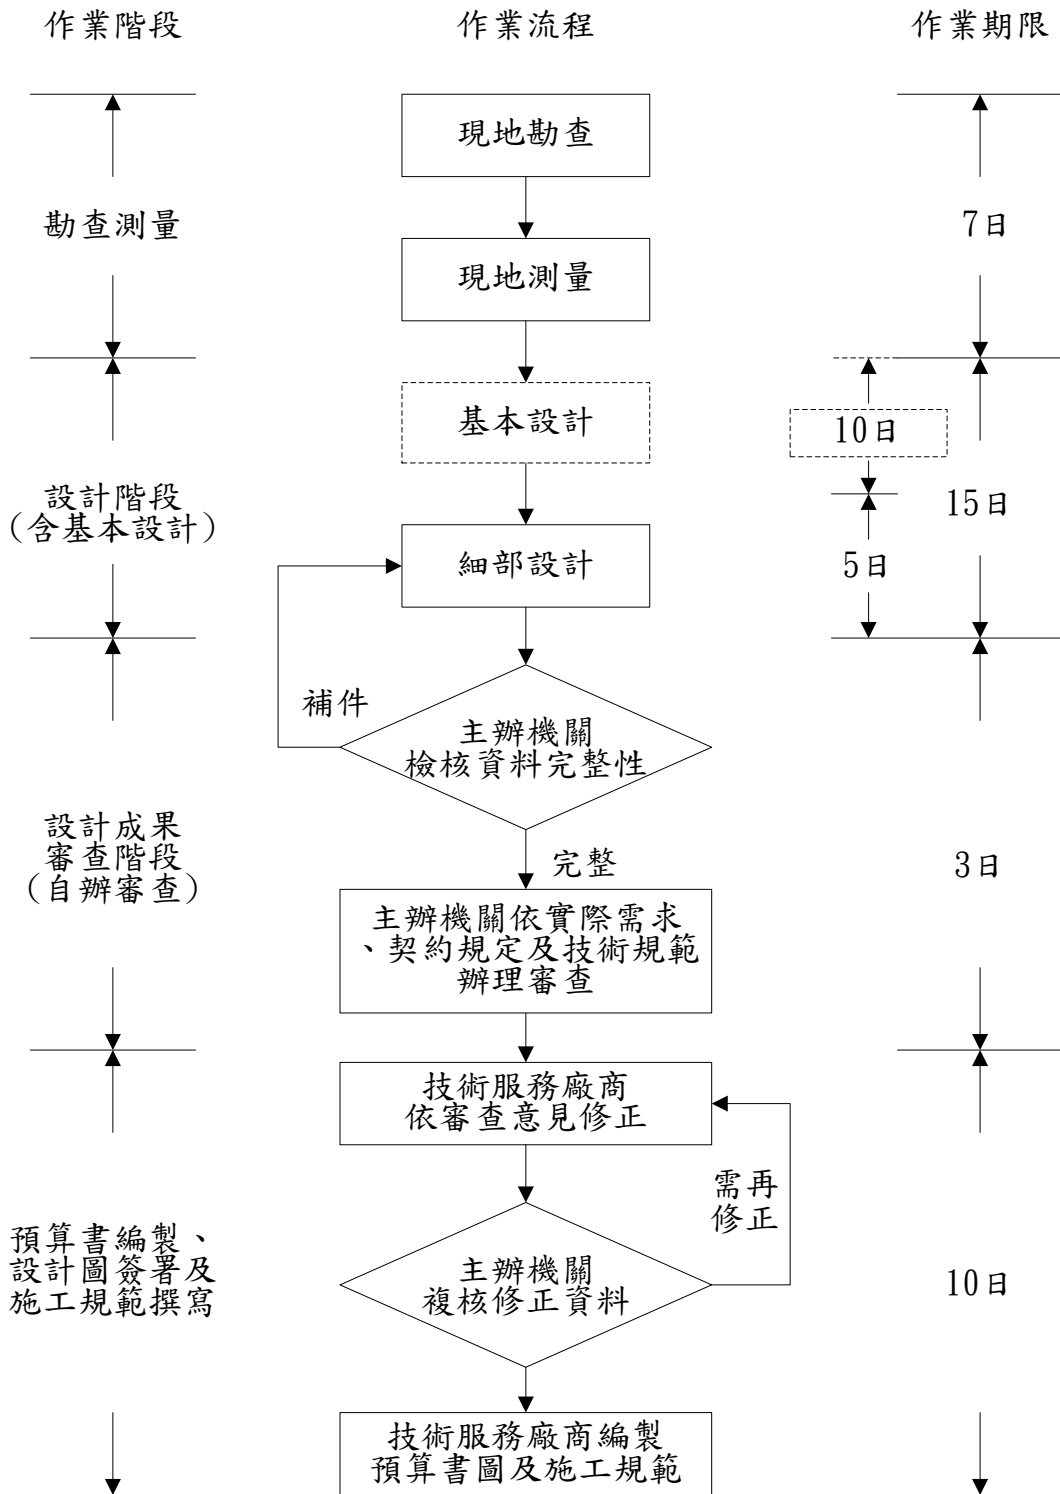 作業階段
作業流程
作業期限
現地勘查
勘查測量
7日
現地測量
基本設計
10日
設計階段
(含基本設計)
15日
細部設計
5日
補件
主辦機關
檢核資料完整性
設計成果
審查階段
(自辦審查)
完整
3日
主辦機關依實際需求
、契約規定及技術規範
辦理審查
技術服務廠商
依審查意見修正
需再
修正
預算書編製、
設計圖簽署及
施工規範撰寫
主辦機關
複核修正資料
10日
技術服務廠商編製
預算書圖及施工規範